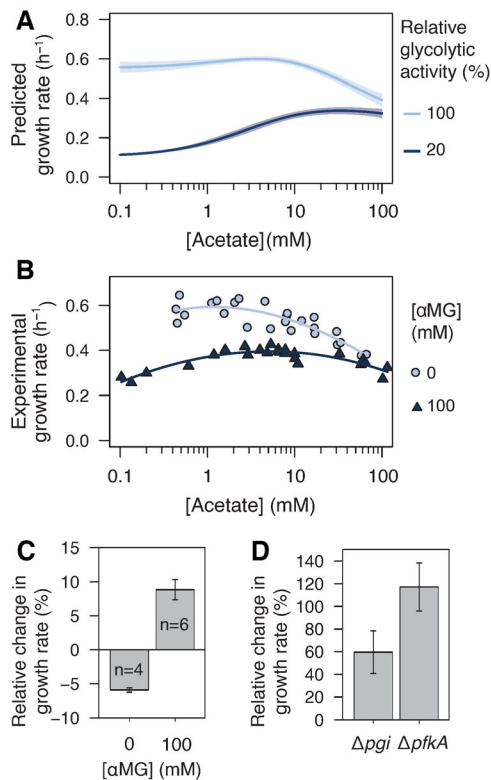 A
Predicted
growth rate (h⁻¹)
0.8
0.6
0.4
0.2
0.0
0.1
1
10
100
[Acetate](mM)
Relative
glycolytic
activity (%)
100
20
B
Experimental
growth rate (h⁻¹)
0.6
0.4
0.2
0.0
0.1
1
10
100
[Acetate] (mM)
[αMG]
(mM)
0
100
C
Relative change in
growth rate (%)
15
10
5
0
−5
−10
n=4
n=6
0
100
[αMG] (mM)
D
Relative change in
growth rate (%)
140
120
100
80
60
40
20
0
Δpgi
ΔpfkA